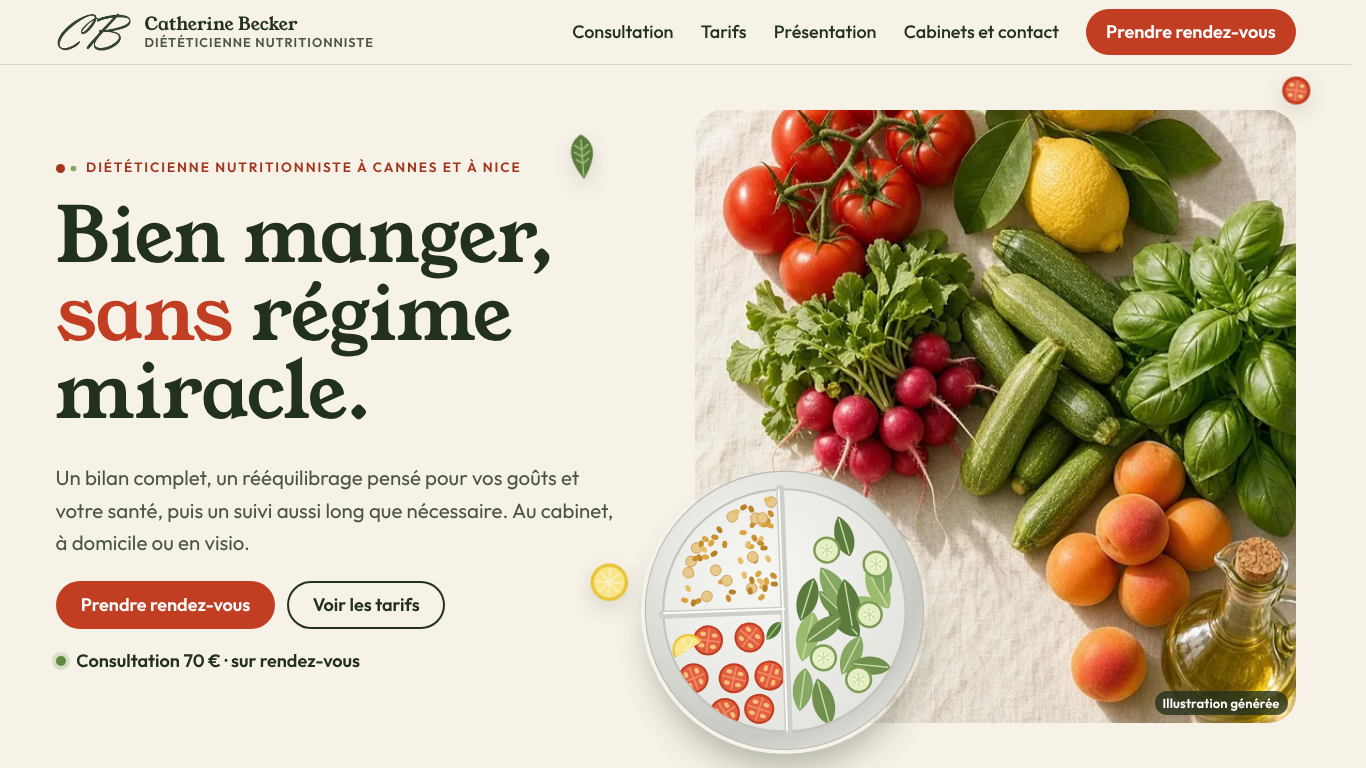 CB
Catherine Becker
DIÉTÉTICIENNE NUTRITIONNISTE
Consultation
Tarifs
Présentation
Cabinets et contact
Prendre rendez-vous
DIÉTÉTICIENNE NUTRITIONNISTE À CANNES ET À NICE
Bien manger,
sans régime
miracle.
Un bilan complet, un rééquilibrage pensé pour vos goûts et
votre santé, puis un suivi aussi long que nécessaire. Au cabinet,
à domicile ou en visio.
Prendre rendez-vous
Voir les tarifs
Consultation 70 € · sur rendez-vous
Illustration générée